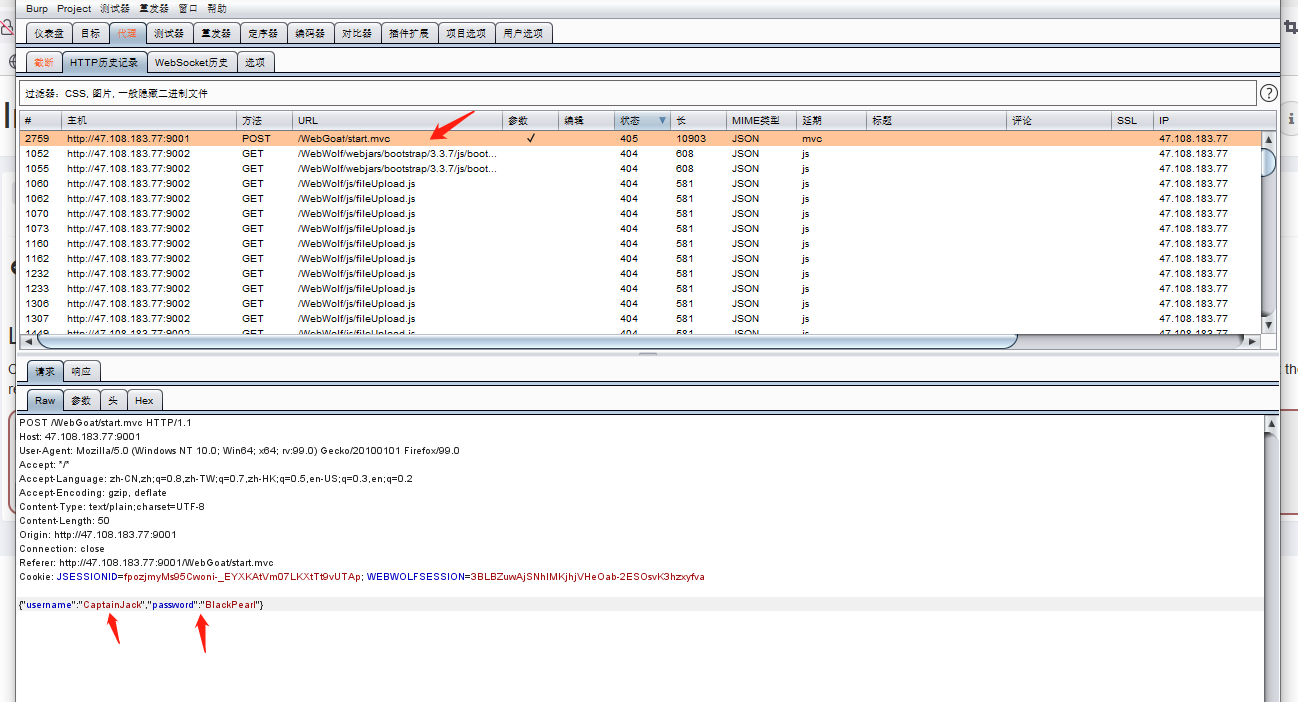 Burp Project 测试器 重发器 窗口 帮助
仪表盘 目标 代理 测试器 重发器 定序器 编码器 对比器 插件扩展 项目选项 用户选项
截断 HTTP历史记录 WebSocket历史 选项
过滤器：CSS, 图片, 一般隐藏二进制文件
# 主机 方法 URL 参数 编辑 状态 长 MIME类型 延期 标题 评论 SSL IP
2759 http://47.108.183.77:9001 POST /WebGoat/start.mvc ✓ 405 10903 JSON mvc 47.108.183.77
1052 http://47.108.183.77:9002 GET /WebWolf/webjars/bootstrap/3.3.7/js/boot... 404 608 JSON js 47.108.183.77
1055 http://47.108.183.77:9002 GET /WebWolf/webjars/bootstrap/3.3.7/js/boot... 404 608 JSON js 47.108.183.77
1060 http://47.108.183.77:9002 GET /WebWolf/js/fileUpload.js 404 581 JSON js 47.108.183.77
1062 http://47.108.183.77:9002 GET /WebWolf/js/fileUpload.js 404 581 JSON js 47.108.183.77
1070 http://47.108.183.77:9002 GET /WebWolf/js/fileUpload.js 404 581 JSON js 47.108.183.77
1073 http://47.108.183.77:9002 GET /WebWolf/js/fileUpload.js 404 581 JSON js 47.108.183.77
1160 http://47.108.183.77:9002 GET /WebWolf/js/fileUpload.js 404 581 JSON js 47.108.183.77
1162 http://47.108.183.77:9002 GET /WebWolf/js/fileUpload.js 404 581 JSON js 47.108.183.77
1232 http://47.108.183.77:9002 GET /WebWolf/js/fileUpload.js 404 581 JSON js 47.108.183.77
1233 http://47.108.183.77:9002 GET /WebWolf/js/fileUpload.js 404 581 JSON js 47.108.183.77
1306 http://47.108.183.77:9002 GET /WebWolf/js/fileUpload.js 404 581 JSON js 47.108.183.77
1307 http://47.108.183.77:9002 GET /WebWolf/js/fileUpload.js 404 581 JSON js 47.108.183.77
1449 http://47.108.183.77:9002 GET /WebWolf/js/fileUpload.js 404 581 JSON js 47.108.183.77
请求 响应
Raw 参数 头 Hex
POST /WebGoat/start.mvc HTTP/1.1
Host: 47.108.183.77:9001
User-Agent: Mozilla/5.0 (Windows NT 10.0; Win64; x64; rv:99.0) Gecko/20100101 Firefox/99.0
Accept: */*
Accept-Language: zh-CN,zh;q=0.8,zh-TW;q=0.7,zh-HK;q=0.5,en-US;q=0.3,en;q=0.2
Accept-Encoding: gzip, deflate
Content-Type: text/plain;charset=UTF-8
Content-Length: 50
Origin: http://47.108.183.77:9001
Connection: close
Referer: http://47.108.183.77:9001/WebGoat/start.mvc
Cookie: JSESSIONID=fpozjmyMs95Cwoni-_EYXKAtVm07LKXtTt9vUTAp; WEBWOLFSESSION=3BLBZuwAjSNhIMKjhjVHeOab-2ESOsvK3hzxyfva
{"username":"CaptainJack","password":"BlackPearl"}